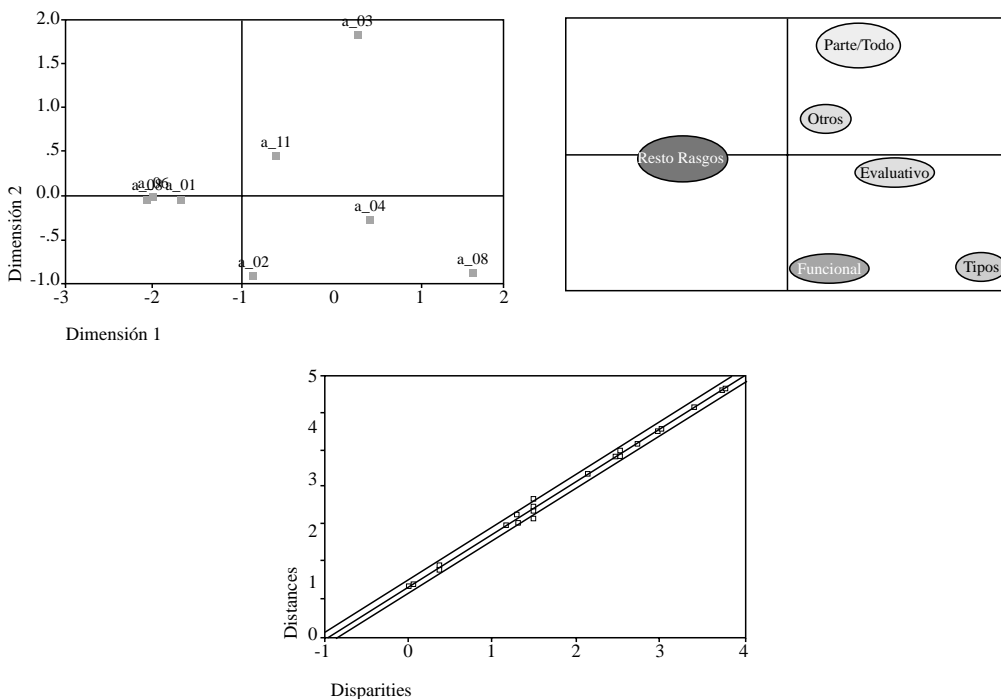 2.0
a_03
1.5
1.0
a_11
.5
a_06
a_01
0.0
a_04
-.5
a_02
a_08
-1.0
-3
-2
-1
0
1
2
Dimensión 2
Dimensión 1
Parte/Todo
Otros
Resto Rasgos
Evaluativo
Funcional
Tipos
5
4
3
2
1
0
-1
0
1
2
3
4
Distances
Disparities